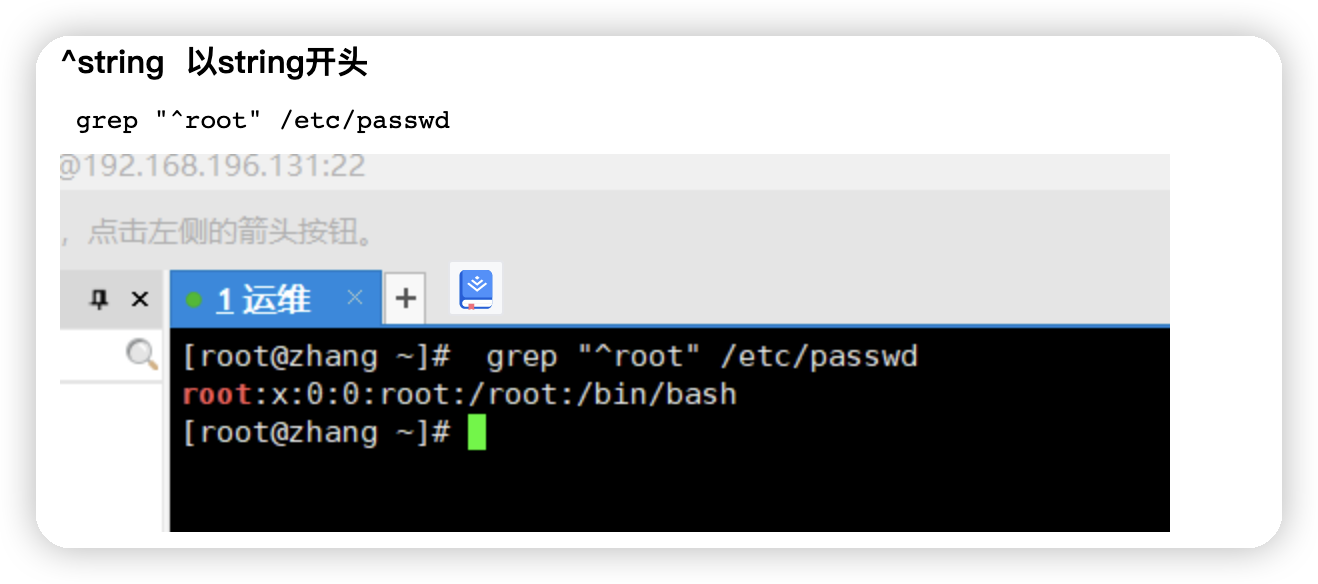 ^string 以string开头
grep "^root" /etc/passwd
@192.168.196.131:22
，点击左侧的箭头按钮。
1 运维 × +
[root@zhang ~]#  grep "^root" /etc/passwd
root:x:0:0:root:/root:/bin/bash
[root@zhang ~]#